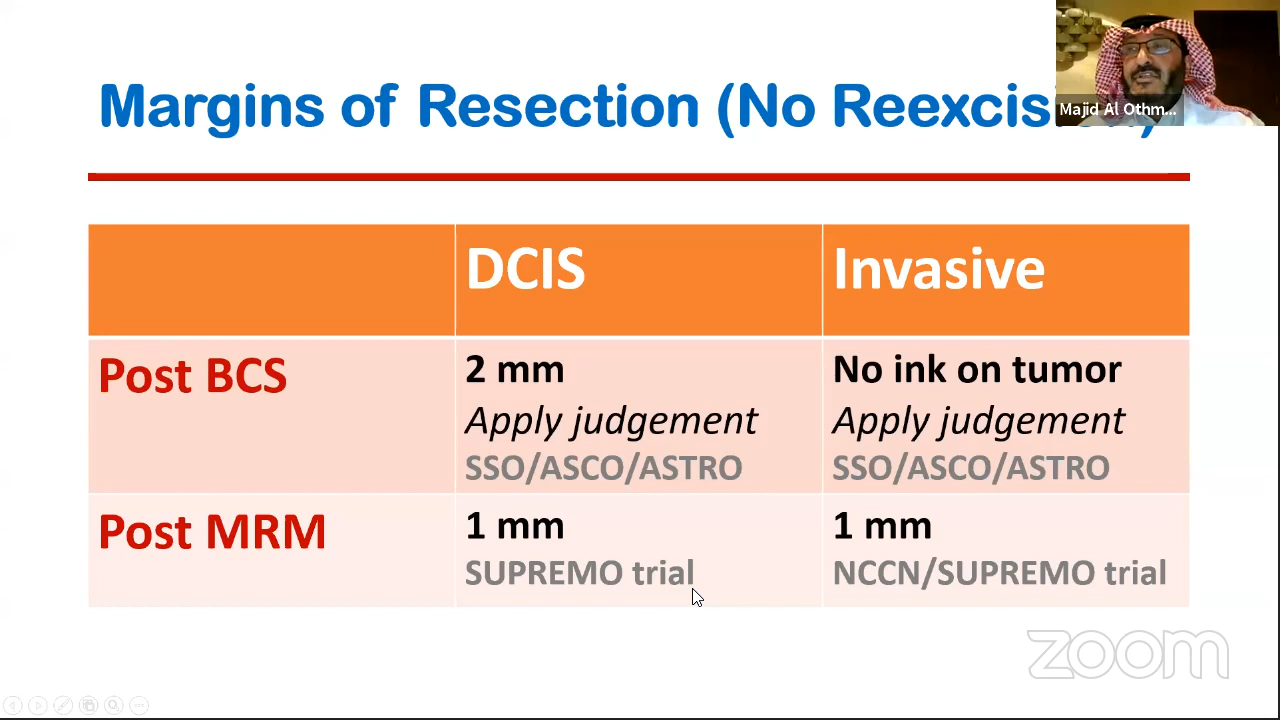 Margins of Resection (No Reexcis
Majid Al Othm...
DCIS
Invasive
Post BCS
2 mm
Apply judgement
SSO/ASCO/ASTRO
No ink on tumor
Apply judgement
SSO/ASCO/ASTRO
Post MRM
1 mm
SUPREMO trial
1 mm
NCCN/SUPREMO trial
zoom